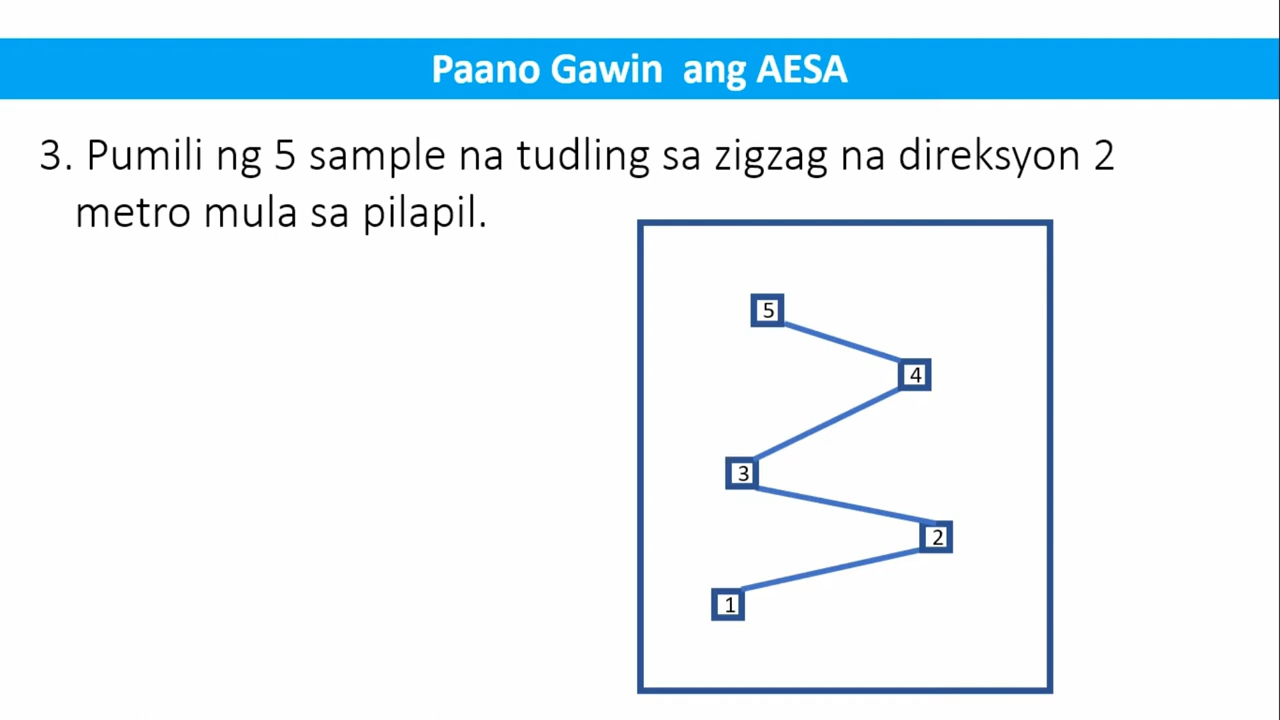 Paano Gawin ang AESA
3. Pumili ng 5 sample na tudling sa zigzag na direksyon 2
metro mula sa pilapil.
5
4
3
2
1